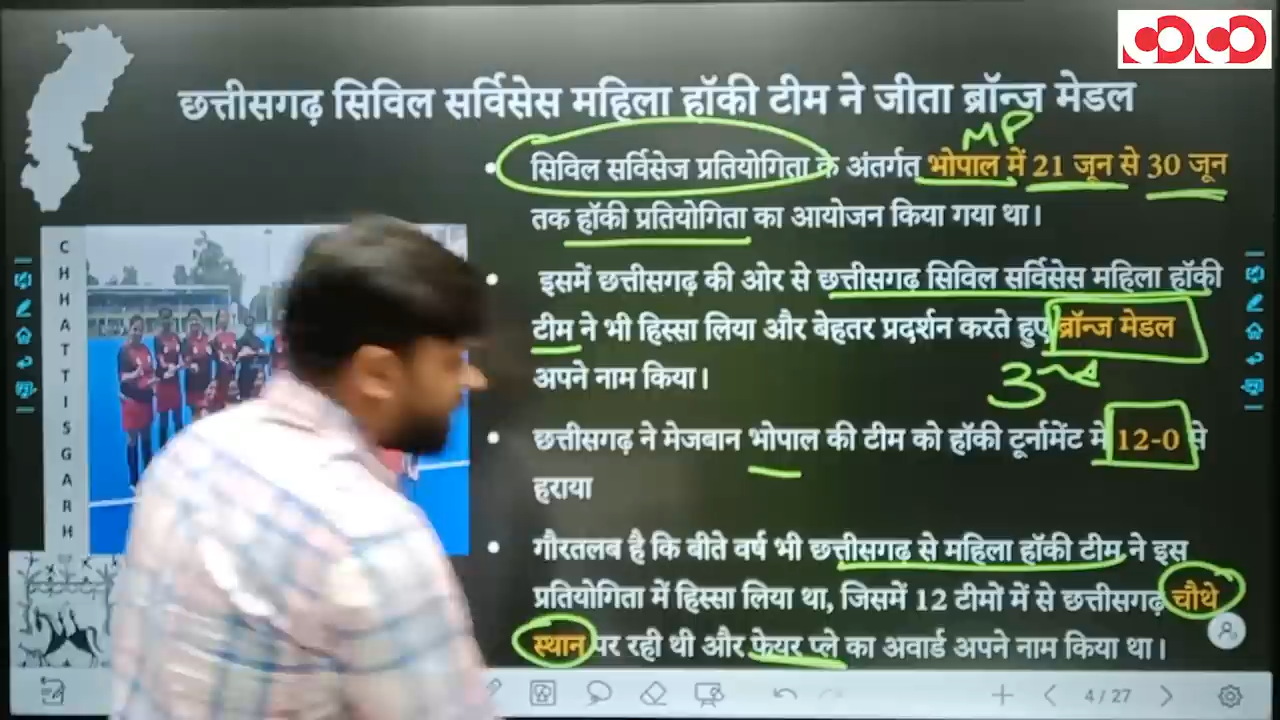 छत्तीसगढ़ सिविल सर्विसेस महिला हॉकी टीम ने जीता ब्रॉन्ज मेडल
MP
• सिविल सर्विसेज प्रतियोगिता के अंतर्गत भोपाल में 21 जून से 30 जून
तक हॉकी प्रतियोगिता का आयोजन किया गया था।
• इसमें छत्तीसगढ़ की ओर से छत्तीसगढ़ सिविल सर्विसेस महिला हॉकी
टीम ने भी हिस्सा लिया और बेहतर प्रदर्शन करते हुए ब्रॉन्ज मेडल
अपने नाम किया।
3rd
• छत्तीसगढ़ ने मेजबान भोपाल की टीम को हॉकी टूर्नामेंट में 12-0 से
हराया
• गौरतलब है कि बीते वर्ष भी छत्तीसगढ से महिला हॉकी टीम ने इस
प्रतियोगिता में हिस्सा लिया था, जिसमें 12 टीमों में से छत्तीसगढ़ चौथे
स्थान पर रही थी और फेयर प्ले का अवार्ड अपने नाम किया था।
CHHATTISGARH
4 / 27